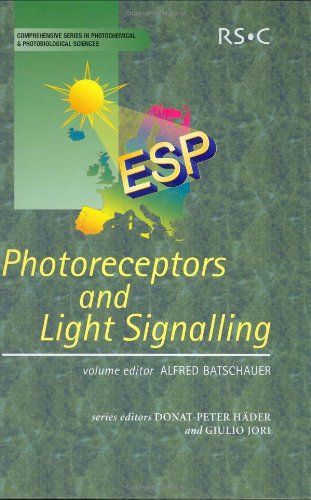 COMPREHENSIVE SERIES IN PHOTOCHEMICAL
& PHOTOBIOLOGICAL SCIENCES
RS•C
ESP
Photoreceptors
and
Light Signalling
volume editor ALFRED BATSCHAUER
series editors DONAT-PETER HÄDER
and GIULIO JORI